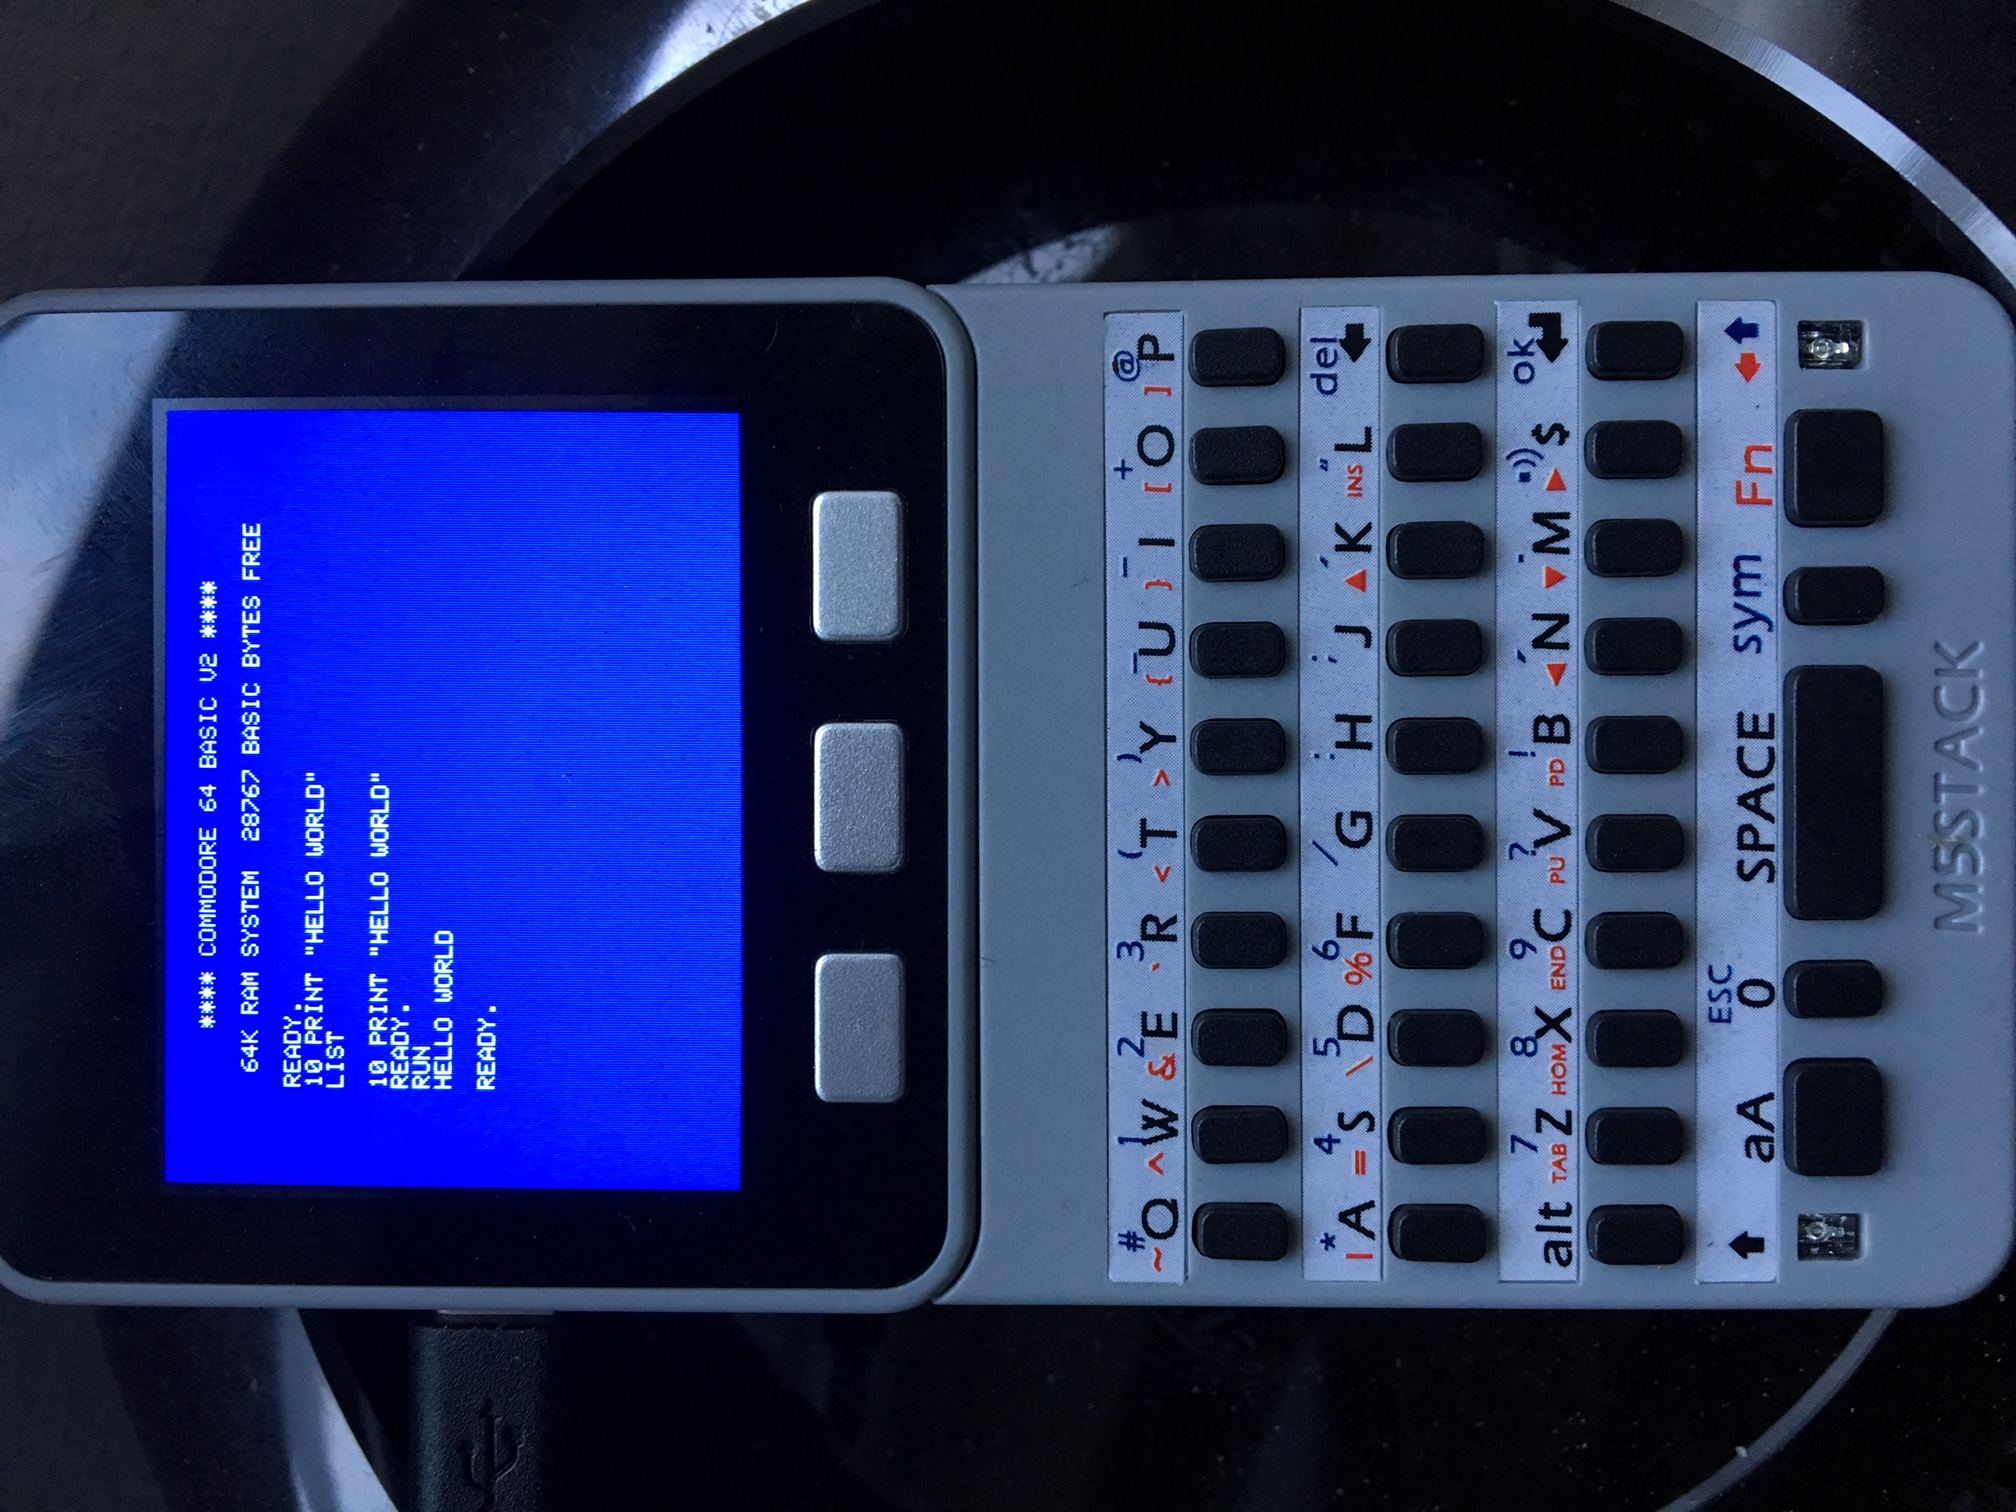 **** COMMODORE 64 BASIC V2 ****
64K RAM SYSTEM  28767 BASIC BYTES FREE
READY.
10 PRINT "HELLO WORLD"
LIST
10 PRINT "HELLO WORLD"
READY.
RUN
HELLO WORLD
READY.
# 1 2 3 ( ) _ - + @
~Q ^W &E `R <T >Y {U }I [O ]P
* 4 5 6 / : ; ' " del
|A =S \D %F G H J ▲K INS L ←
7 8 9 ? ! , . ok
alt TAB Z HOM X END C PU V PD B ◀N ▼M ▶$ ↵
ESC
↑ aA 0 SPACE sym Fn ← ↑
M5STACK